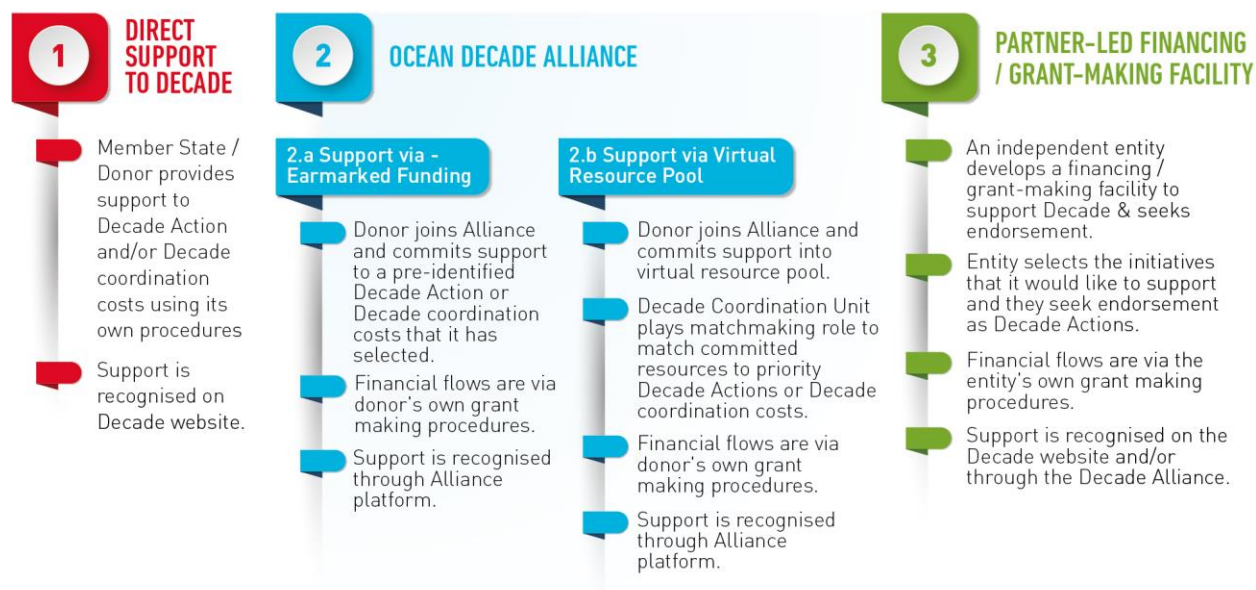 1
DIRECT
SUPPORT
TO DECADE
Member State /
Donor provides
support to
Decade Action
and/or Decade
coordination
costs using its
own procedures
Support is
recognised on
Decade website.
2
OCEAN DECADE ALLIANCE
2.a Support via -
Earmarked Funding
Donor joins Alliance
and commits support
to a pre-identified
Decade Action or
Decade coordination
costs that it has
selected.
Financial flows are via
donor's own grant
making procedures.
Support is recognised
through Alliance
platform.
2.b Support via Virtual
Resource Pool
Donor joins Alliance and
commits support into
virtual resource pool.
Decade Coordination Unit
plays matchmaking role to
match committed
resources to priority
Decade Actions or Decade
coordination costs.
Financial flows are via
donor's own grant
making procedures.
Support is recognised
through Alliance
platform.
3
PARTNER-LED FINANCING
/ GRANT-MAKING FACILITY
An independent entity
develops a financing /
grant-making facility to
support Decade & seeks
endorsement.
Entity selects the initiatives
that it would like to support
and they seek endorsement
as Decade Actions.
Financial flows are via the
entity's own grant making
procedures.
Support is recognised on the
Decade website and/or
through the Decade Alliance.